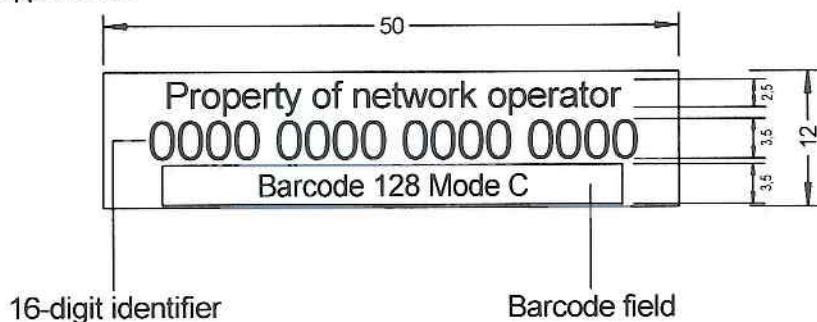 50
Property of network operator
2,5
0000 0000 0000 0000
3,5
12
Barcode 128 Mode C
3,5
16-digit identifier
Barcode field